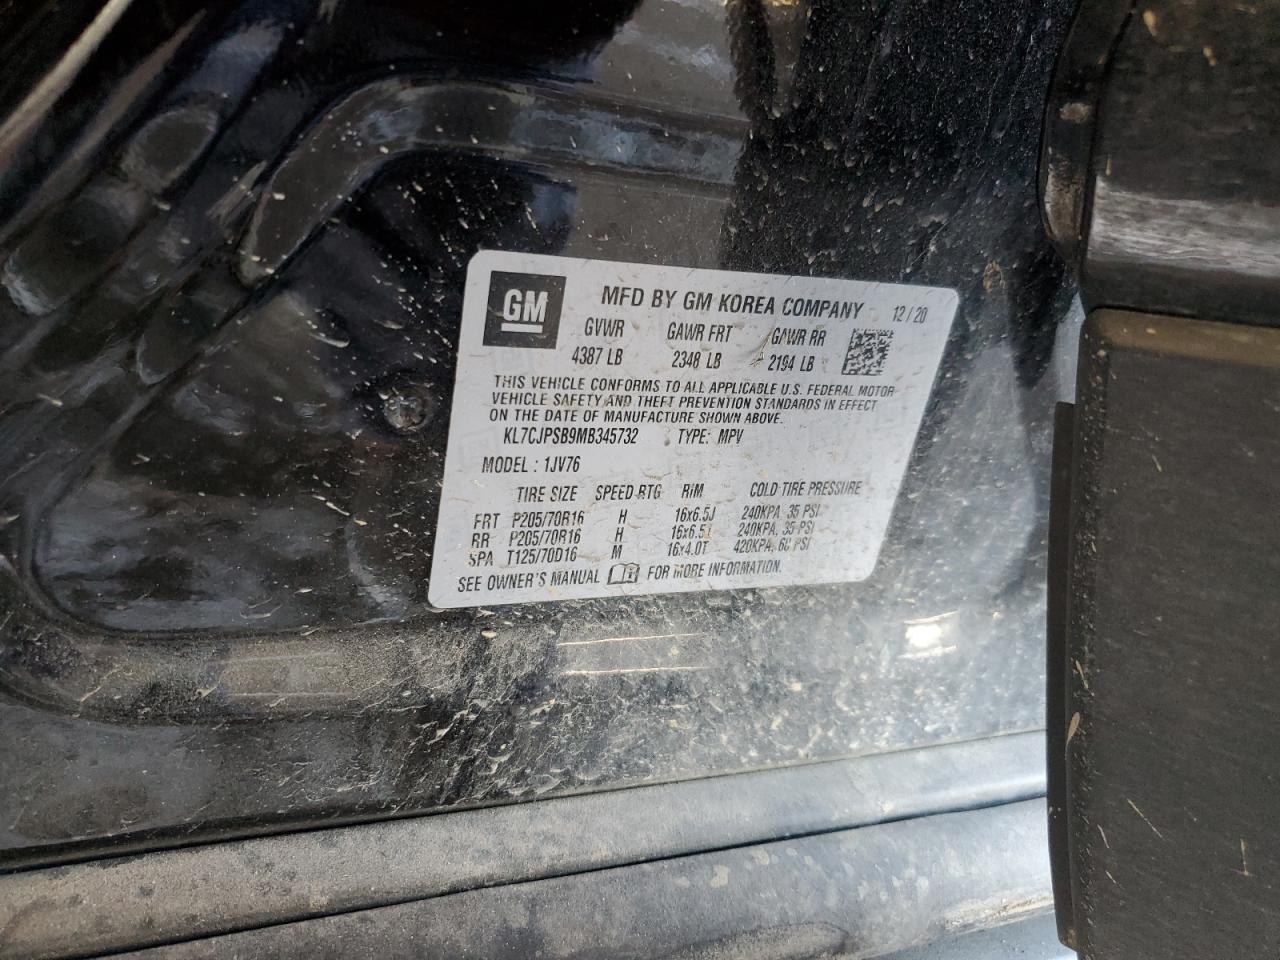 GM MFD BY GM KOREA COMPANY 12/20
GVWR GAWR FRT GAWR RR
4387 LB 2348 LB 2194 LB
THIS VEHICLE CONFORMS TO ALL APPLICABLE U.S. FEDERAL MOTOR
VEHICLE SAFETY AND THEFT PREVENTION STANDARDS IN EFFECT
ON THE DATE OF MANUFACTURE SHOWN ABOVE.
KL7CJPSB9MB345732 TYPE: MPV
MODEL : 1JV76
TIRE SIZE SPEED RTG RIM COLD TIRE PRESSURE
FRT P205/70R16 H 16x6.5J 240KPA, 35 PSI
RR P205/70R16 H 16x6.5J 240KPA, 35 PSI
SPA T125/70D16 M 16x4.0T 420KPA, 60 PSI
SEE OWNER'S MANUAL FOR MORE INFORMATION.